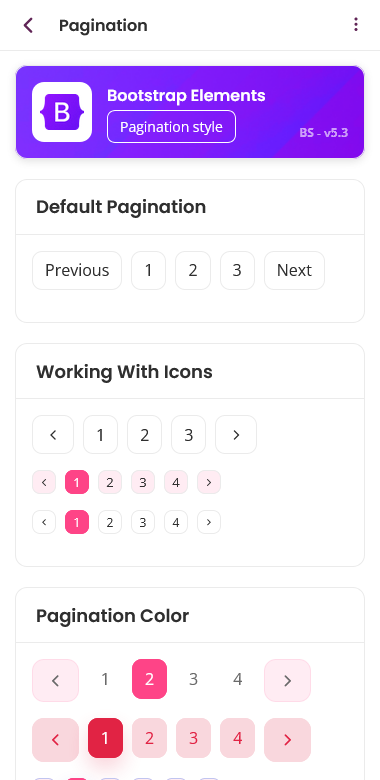 Pagination
Bootstrap Elements
B
Pagination style
BS - v5.3
Default Pagination
Previous 1 2 3 Next
Working With Icons
1 2 3
1 2 3 4
1 2 3 4
Pagination Color
1 2 3 4
1 2 3 4